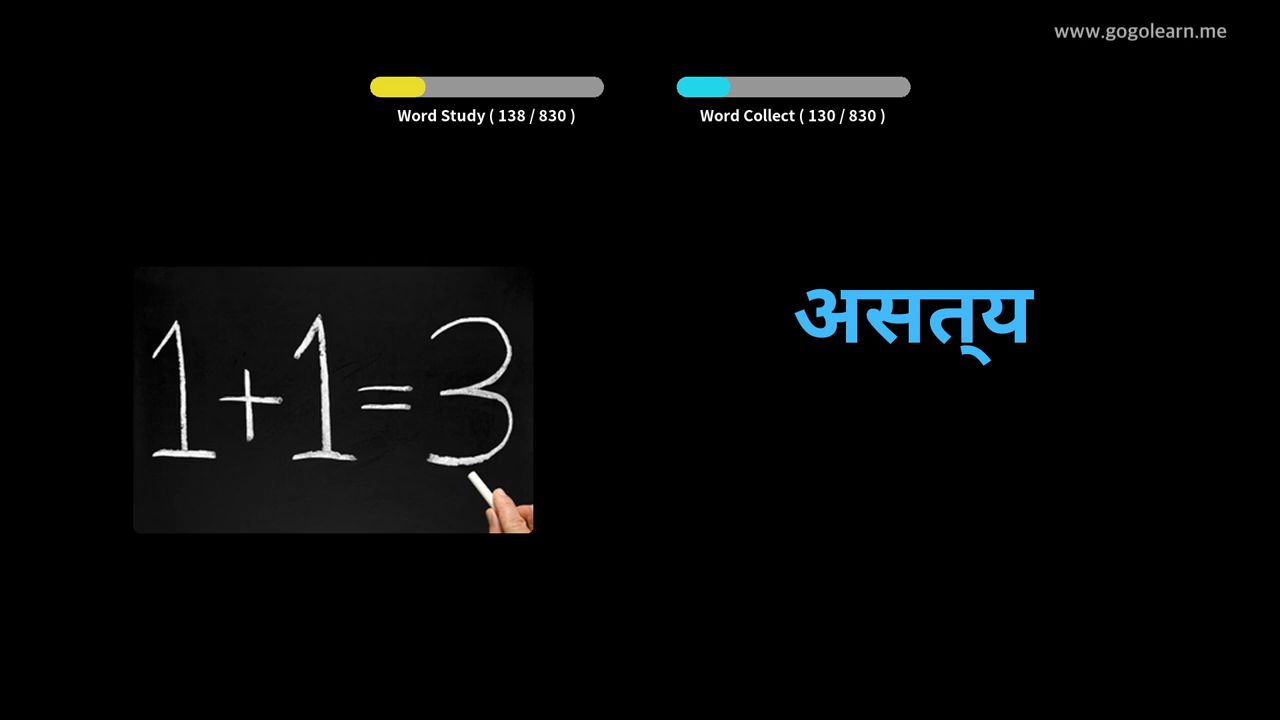 www.gogolearn.me
Word Study ( 138 / 830 )
Word Collect ( 130 / 830 )
1+1=3
असत्य